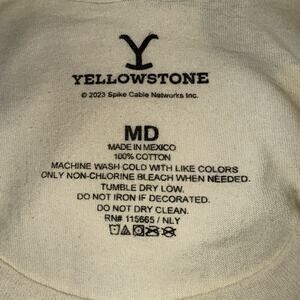 Y
YELLOWSTONE
© 2023 Spike Cable Networks Inc.
MD
MADE IN MEXICO
100% COTTON
MACHINE WASH COLD WITH LIKE COLORS
ONLY NON-CHLORINE BLEACH WHEN NEEDED.
TUMBLE DRY LOW.
DO NOT IRON IF DECORATED.
DO NOT DRY CLEAN.
RN# 115665 / NLY